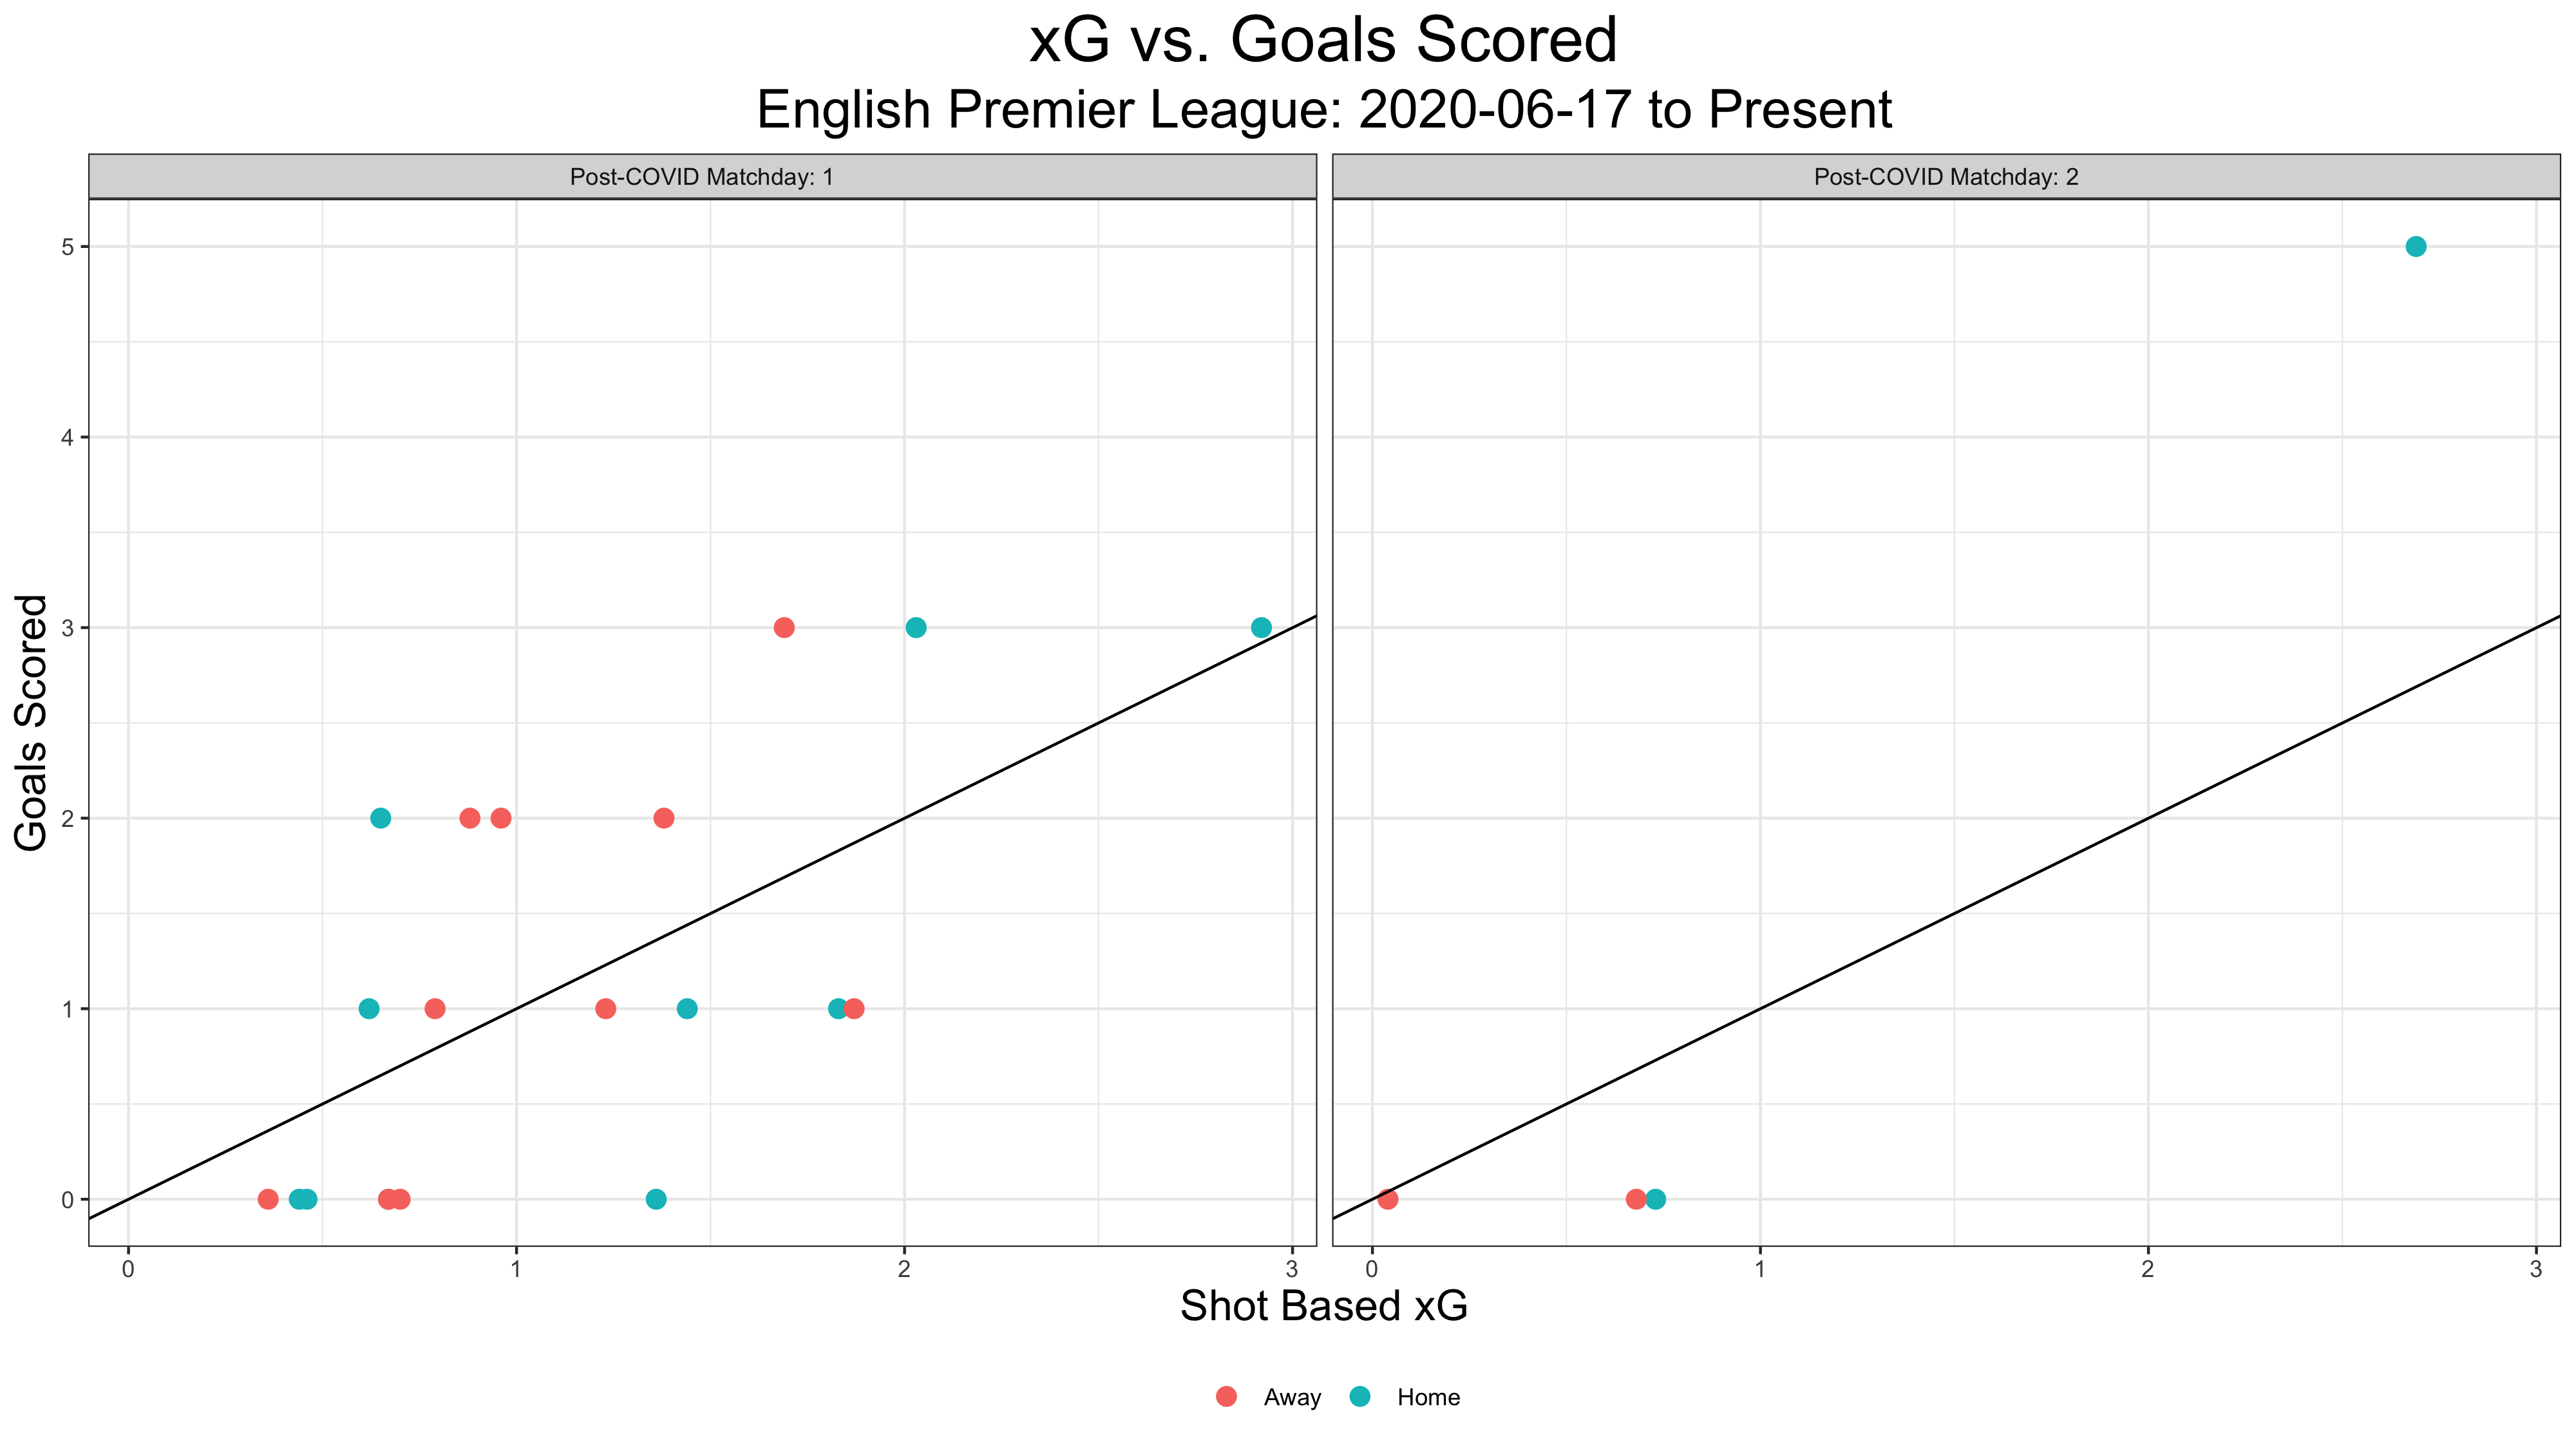 xG vs. Goals Scored
English Premier League: 2020-06-17 to Present
Post-COVID Matchday: 1
Post-COVID Matchday: 2
Goals Scored
5
4
3
2
1
0
0 1 2 3
0 1 2 3
Shot Based xG
Away Home